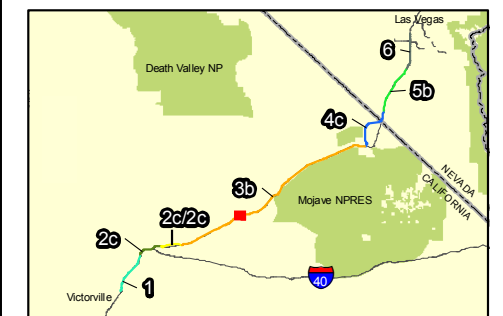 Las Vegas
6
Death Valley NP
5b
4c
NEVADA
CALIFORNIA
3b
Mojave NPRES
2c/2c
2c
40
1
Victorville